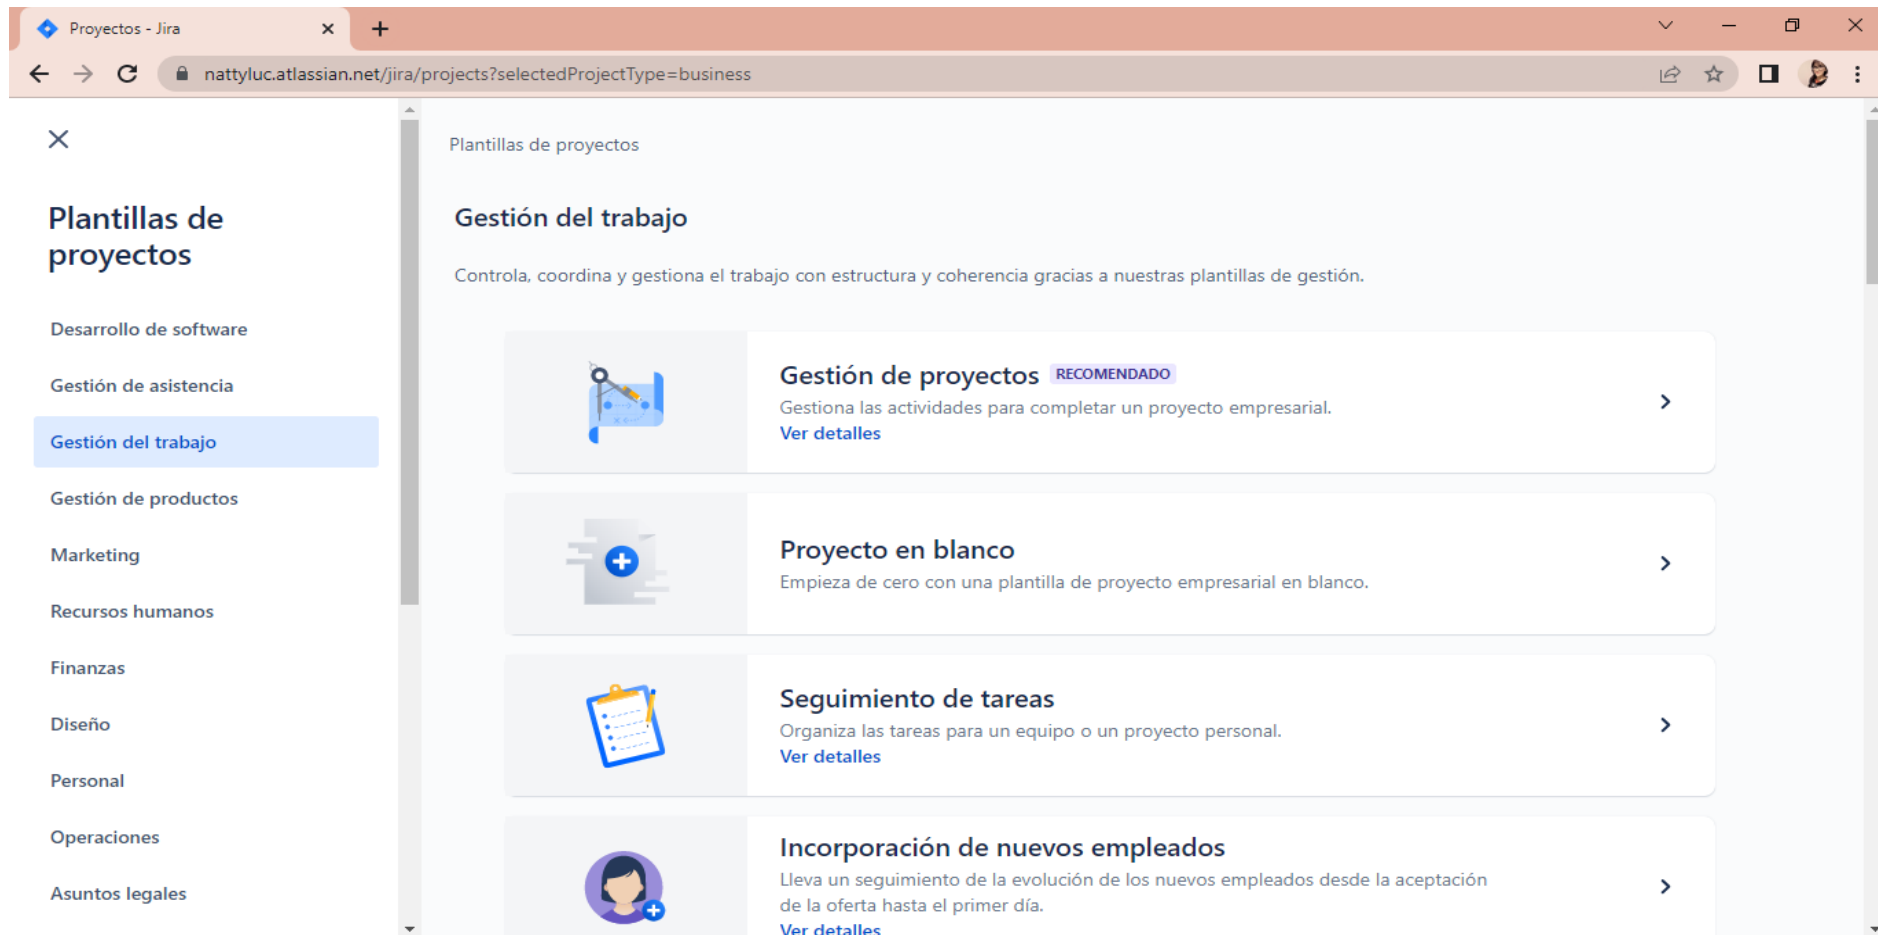 Proyectos - Jira
nattyluc.atlassian.net/jira/projects?selectedProjectType=business
Plantillas de
proyectos
Desarrollo de software
Gestión de asistencia
Gestión del trabajo
Gestión de productos
Marketing
Recursos humanos
Finanzas
Diseño
Personal
Operaciones
Asuntos legales
Plantillas de proyectos
Gestión del trabajo
Controla, coordina y gestiona el trabajo con estructura y coherencia gracias a nuestras plantillas de gestión.
Gestión de proyectos RECOMENDADO
Gestiona las actividades para completar un proyecto empresarial.
Ver detalles
Proyecto en blanco
Empieza de cero con una plantilla de proyecto empresarial en blanco.
Seguimiento de tareas
Organiza las tareas para un equipo o un proyecto personal.
Ver detalles
Incorporación de nuevos empleados
Lleva un seguimiento de la evolución de los nuevos empleados desde la aceptación
de la oferta hasta el primer día.
Ver detalles